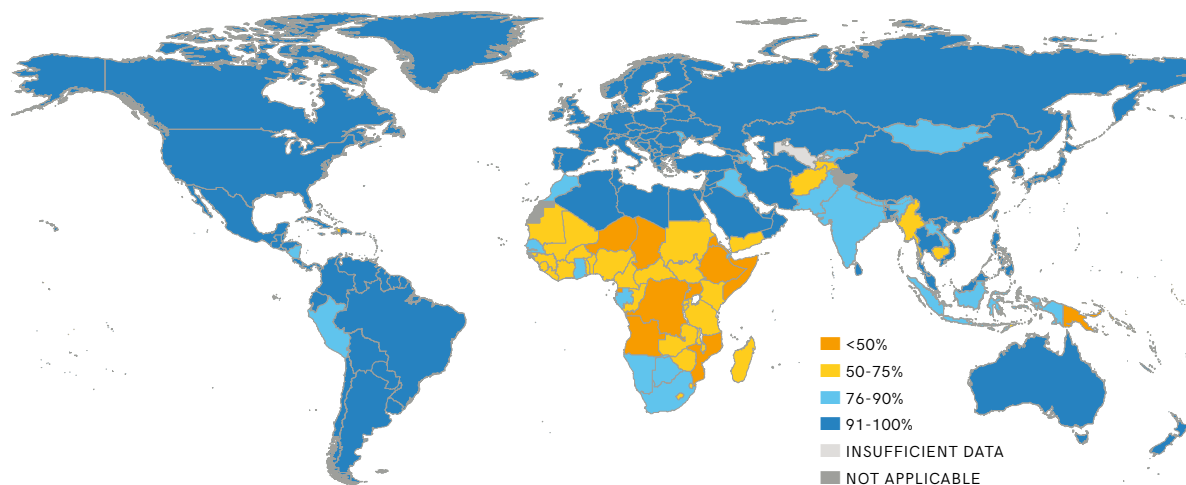 <50%
50-75%
76-90%
91-100%
INSUFFICIENT DATA
NOT APPLICABLE